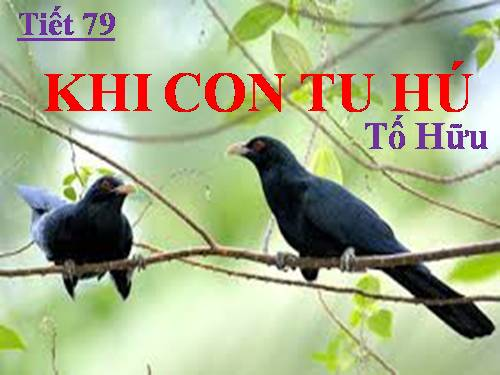 Tiết 79
KHI CON TU HÚ
Tố Hữu